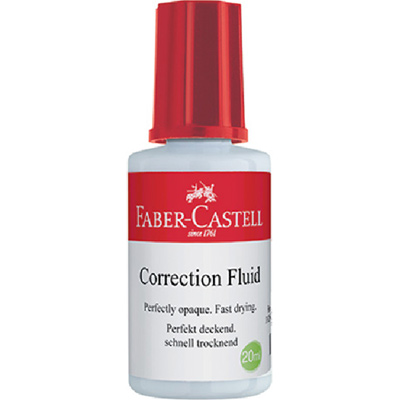 FABER-CASTELL
since 1761
Correction Fluid
Perfectly opaque. Fast drying.
Perfekt deckend.
schnell trocknend
20ml